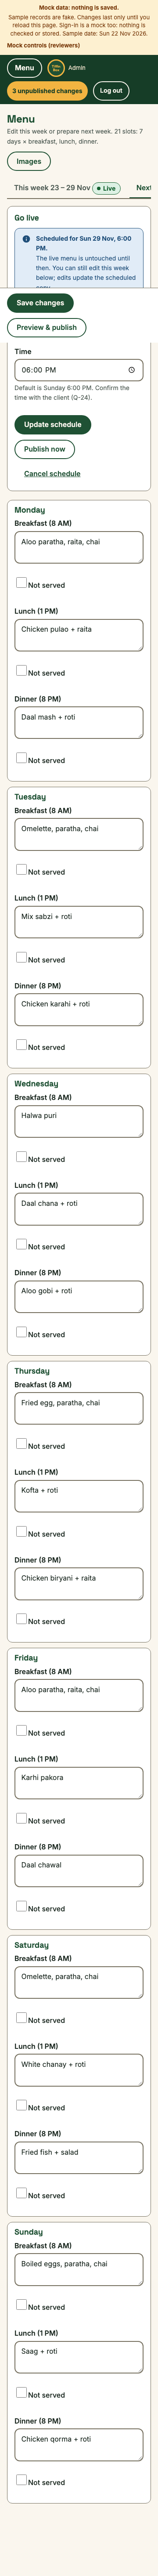 Mock data: nothing is saved.
Sample records are fake. Changes last only until you
reload this page. Sign-in is a mock too: nothing is
checked or stored. Sample date: Sun 22 Nov 2026.
Mock controls (reviewers)
Menu
Admin
3 unpublished changes
Log out
Menu
Edit this week or prepare next week. 21 slots: 7
days × breakfast, lunch, dinner.
Images
This week 23 – 29 Nov
Live
Next
Go live
Scheduled for Sun 29 Nov, 6:00
PM.
The live menu is untouched until
then. You can still edit this week
below; edits update the scheduled
Save changes
Preview & publish
Time
06:00 PM
Default is Sunday 6:00 PM. Confirm the
time with the client (Q-24).
Update schedule
Publish now
Cancel schedule
Monday
Breakfast (8 AM)
Aloo paratha, raita, chai
Not served
Lunch (1 PM)
Chicken pulao + raita
Not served
Dinner (8 PM)
Daal mash + roti
Not served
Tuesday
Breakfast (8 AM)
Omelette, paratha, chai
Not served
Lunch (1 PM)
Mix sabzi + roti
Not served
Dinner (8 PM)
Chicken karahi + roti
Not served
Wednesday
Breakfast (8 AM)
Halwa puri
Not served
Lunch (1 PM)
Daal chana + roti
Not served
Dinner (8 PM)
Aloo gobi + roti
Not served
Thursday
Breakfast (8 AM)
Fried egg, paratha, chai
Not served
Lunch (1 PM)
Kofta + roti
Not served
Dinner (8 PM)
Chicken biryani + raita
Not served
Friday
Breakfast (8 AM)
Aloo paratha, raita, chai
Not served
Lunch (1 PM)
Karhi pakora
Not served
Dinner (8 PM)
Daal chawal
Not served
Saturday
Breakfast (8 AM)
Omelette, paratha, chai
Not served
Lunch (1 PM)
White chanay + roti
Not served
Dinner (8 PM)
Fried fish + salad
Not served
Sunday
Breakfast (8 AM)
Boiled eggs, paratha, chai
Not served
Lunch (1 PM)
Saag + roti
Not served
Dinner (8 PM)
Chicken qorma + roti
Not served